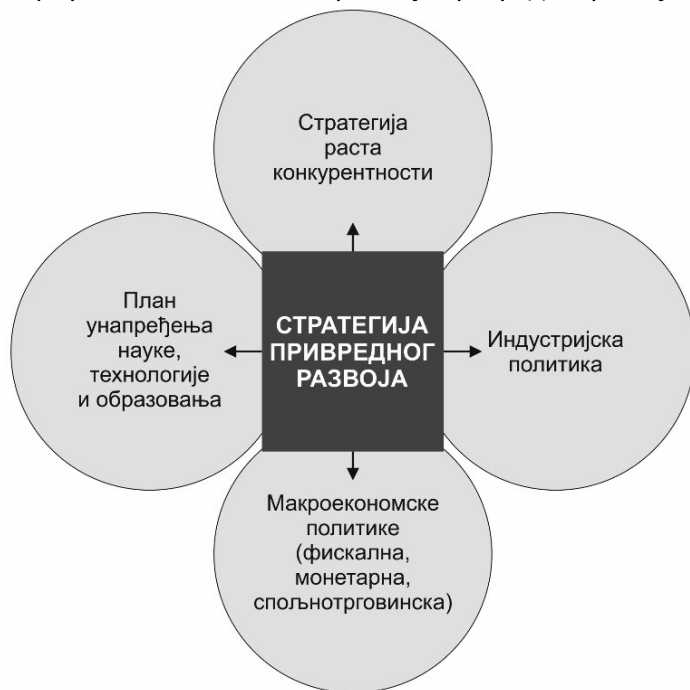 Стратегија
раста
конкурентности
План
унапређења
науке,
технологије
и образовања
СТРАТЕГИЈА
ПРИВРЕДНОГ
РАЗВОЈА
Индустријска
политика
Макроекономске
политике
(фискална,
монетарна,
спољнотрговинска)